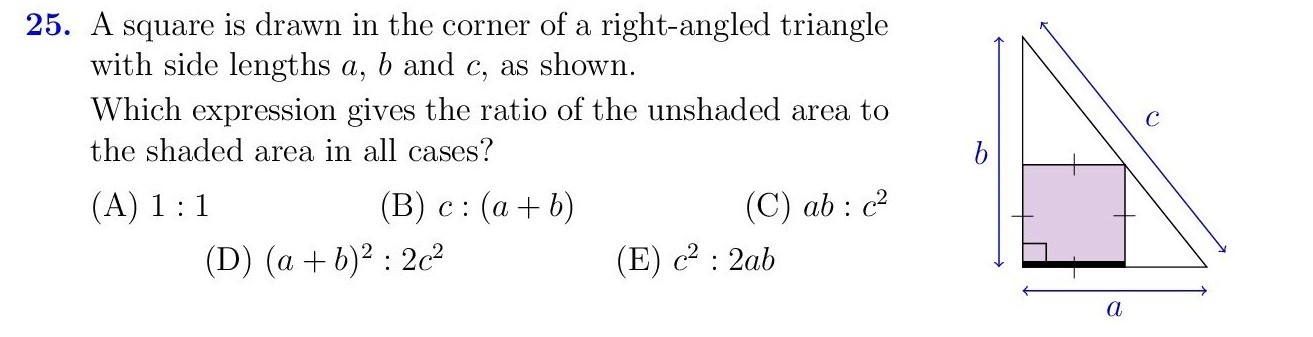 25. A square is drawn in the corner of a right-angled triangle
with side lengths a, b and c, as shown.
Which expression gives the ratio of the unshaded area to
the shaded area in all cases?
(A) 1 : 1 (B) c : (a + b) (C) ab : c²
(D) (a + b)² : 2c² (E) c² : 2ab
b
c
a